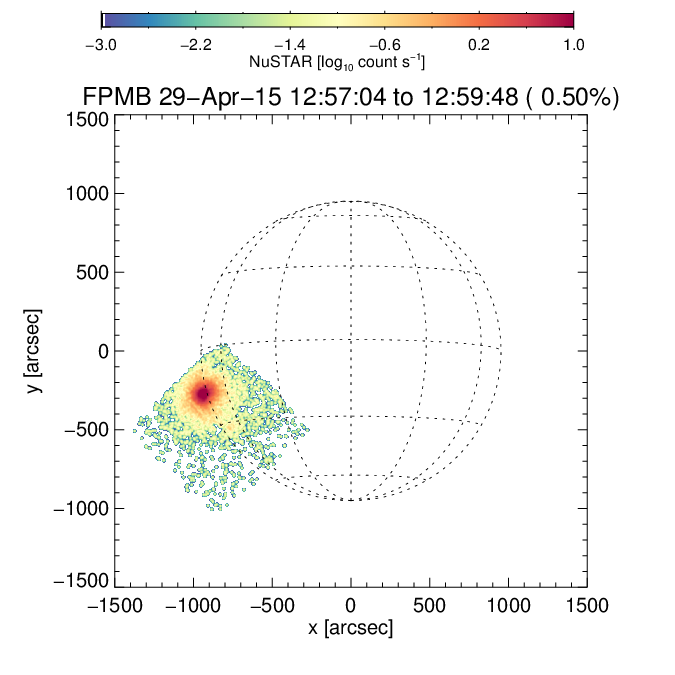 −3.0 −2.2 −1.4 −0.6 0.2 1.0
NuSTAR [log₁₀ count s⁻¹]
FPMB 29−Apr−15 12:57:04 to 12:59:48 ( 0.50%)
1500
1000
500
0
−500
−1000
−1500
y [arcsec]
−1500 −1000 −500 0 500 1000 1500
x [arcsec]